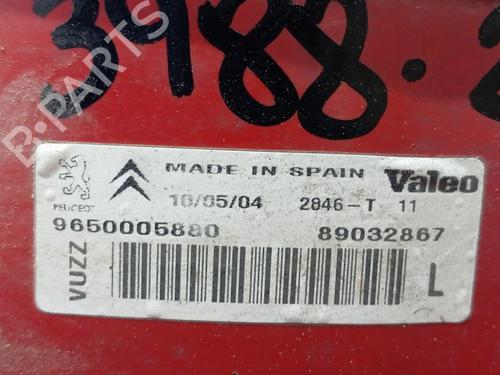 3988.2
B-PARTS
MADE IN SPAIN Valeo
PEUGEOT 10/05/04 2846-T 11
9650005880 89032867
VUZZ L